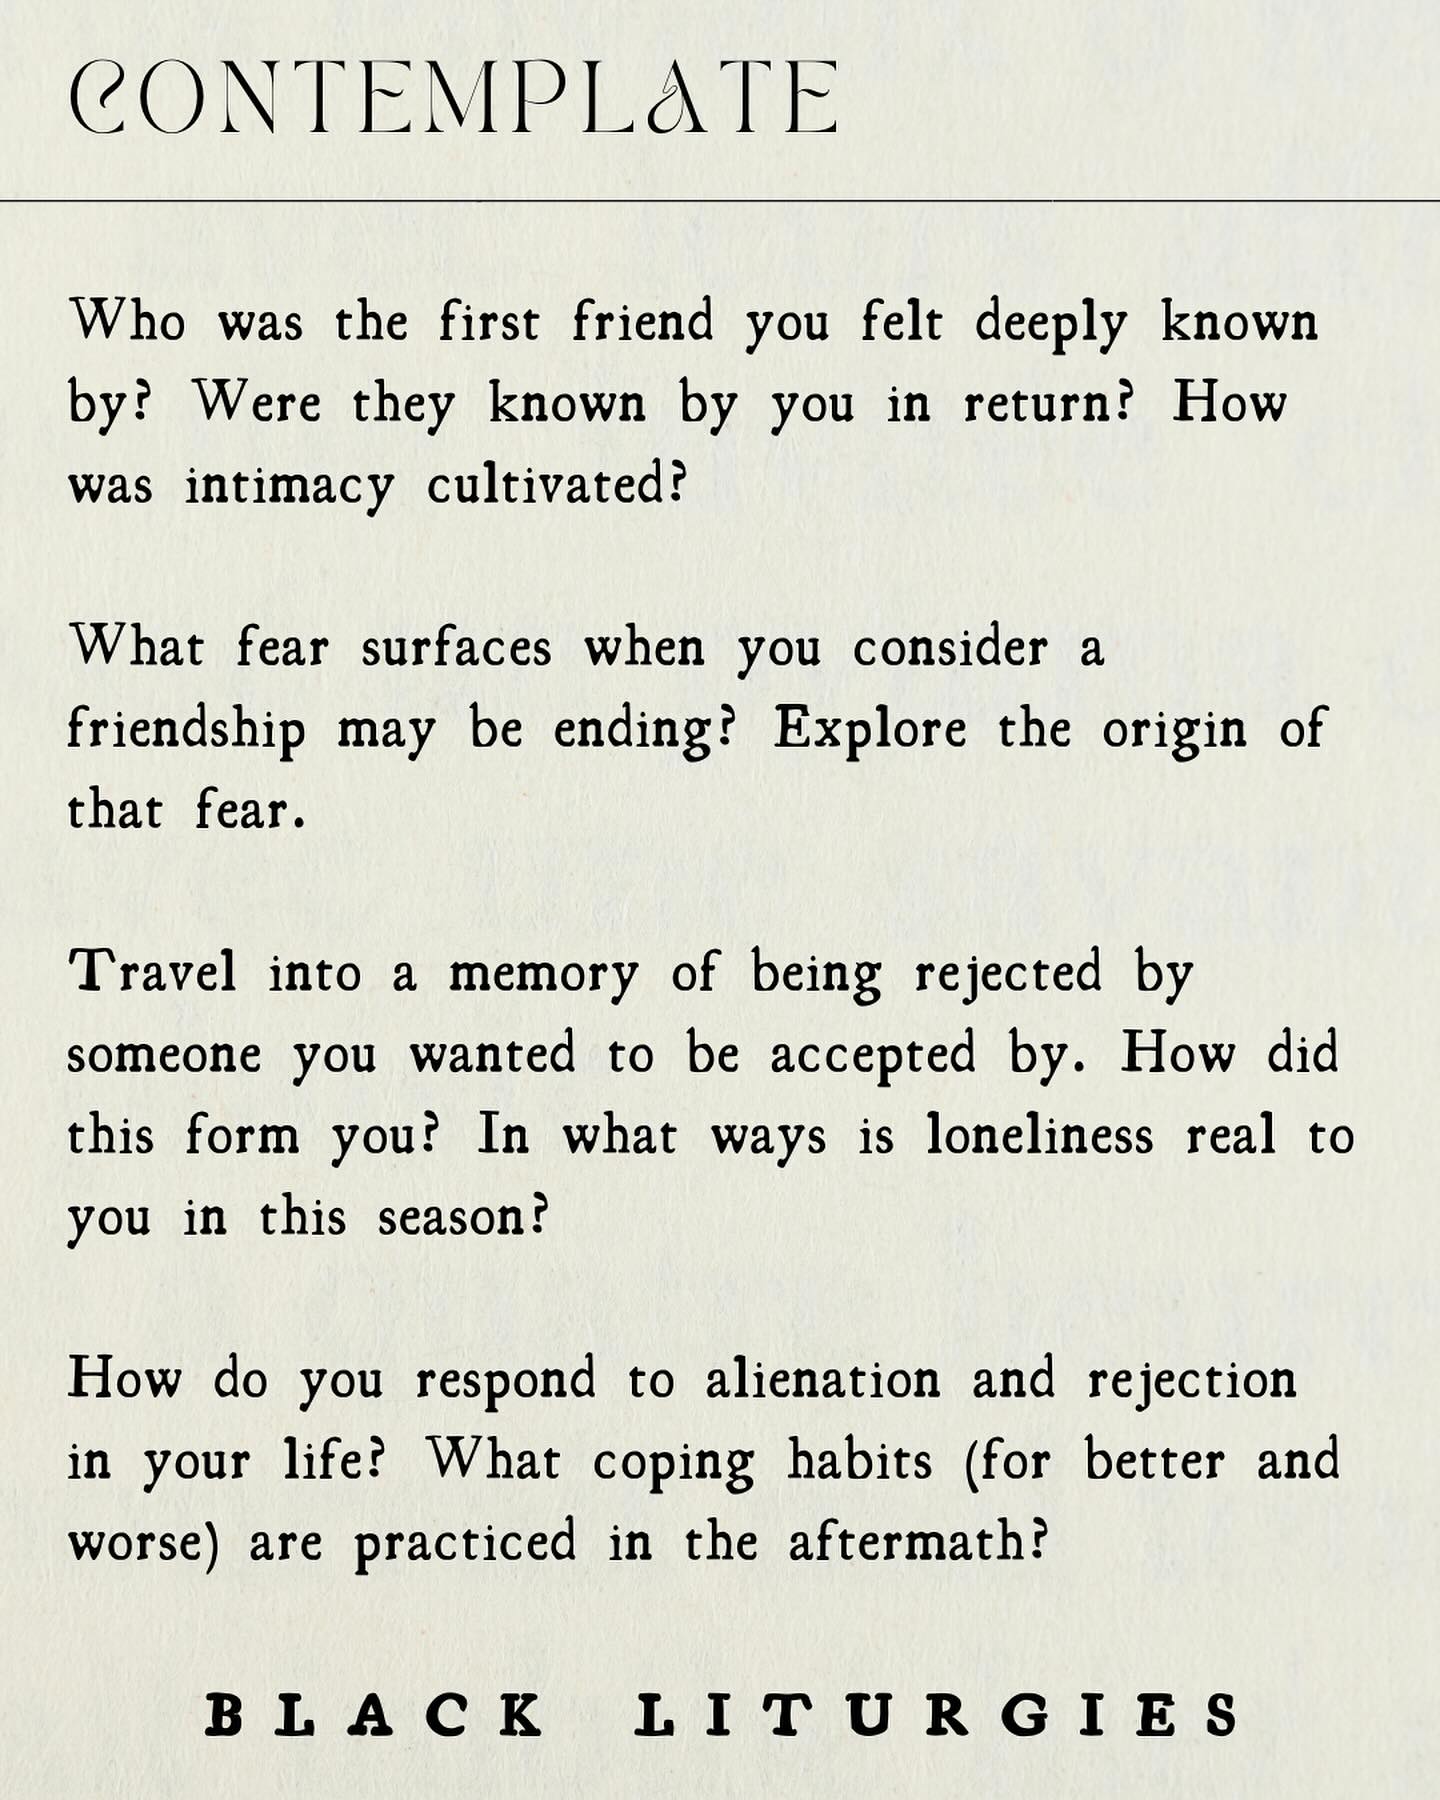 CONTEMPLATE
Who was the first friend you felt deeply known
by? Were they known by you in return? How
was intimacy cultivated?
What fear surfaces when you consider a
friendship may be ending? Explore the origin of
that fear.
Travel into a memory of being rejected by
someone you wanted to be accepted by. How did
this form you? In what ways is loneliness real to
you in this season?
How do you respond to alienation and rejection
in your life? What coping habits (for better and
worse) are practiced in the aftermath?
BLACK LITURGIES